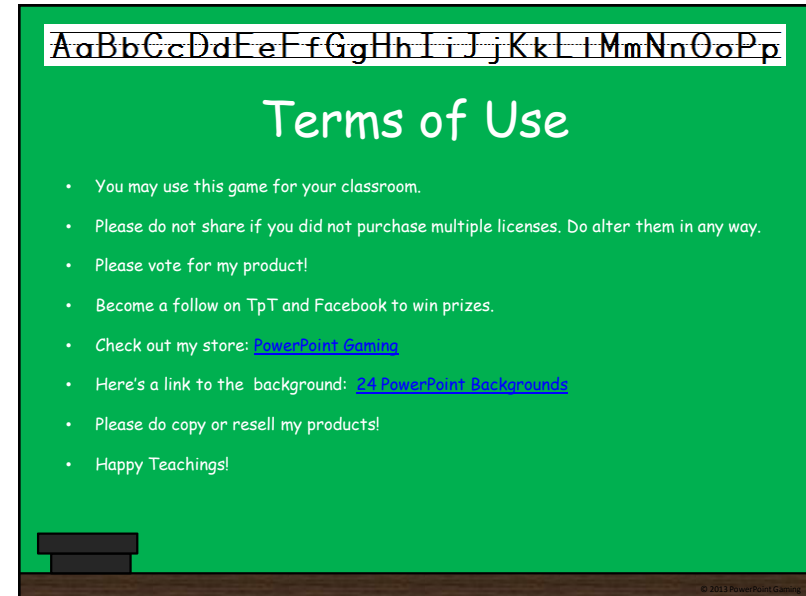 AaBbCcDdEeFfGgHhIiJjKkLlMmNnOoPp
Terms of Use
• You may use this game for your classroom.
• Please do not share if you did not purchase multiple licenses. Do alter them in any way.
• Please vote for my product!
• Become a follow on TpT and Facebook to win prizes.
• Check out my store: PowerPoint Gaming
• Here's a link to the  background:  24 PowerPoint Backgrounds
• Please do copy or resell my products!
• Happy Teachings!
© 2013 PowerPoint Gaming